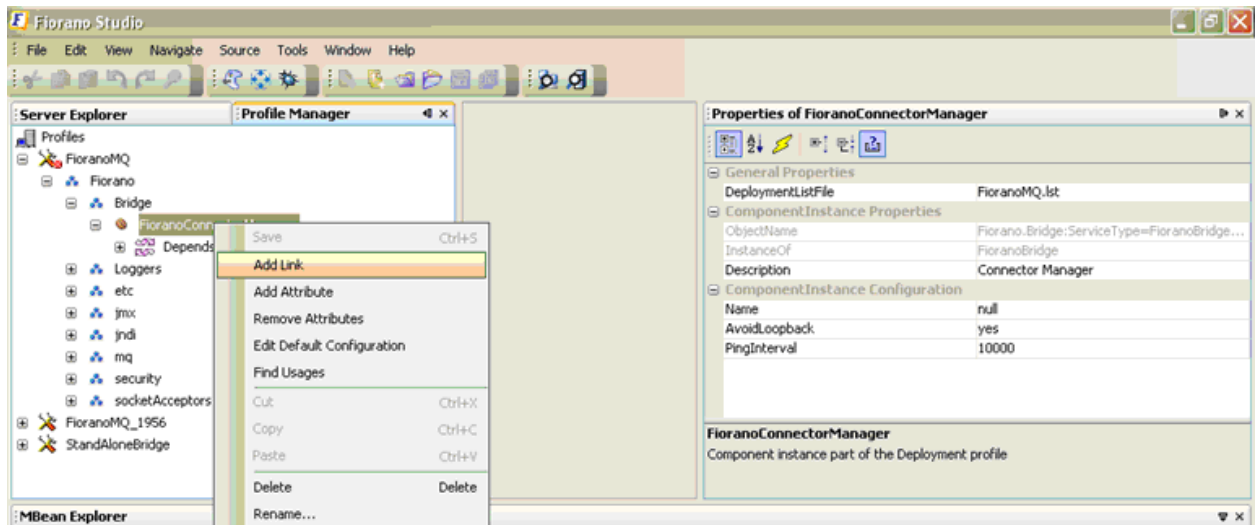 Fiorano Studio
File Edit View Navigate Source Tools Window Help
Server Explorer
Profile Manager
Profiles
FioranoMQ
Fiorano
Bridge
Depends
Loggers
etc
jmx
jndi
mq
security
socketAcceptors
FioranoMQ_1956
StandAloneBridge
Save Ctrl+S
Add Link
Add Attribute
Remove Attributes
Edit Default Configuration
Find Usages
Cut Ctrl+X
Copy Ctrl+C
Paste Ctrl+V
Delete Delete
Rename...
Properties of FioranoConnectorManager
General Properties
DeploymentListFile FioranoMQ.lst
ComponentInstance Properties
ObjectName Fiorano.Bridge:ServiceType=FioranoBridge...
InstanceOf FioranoBridge
Description Connector Manager
ComponentInstance Configuration
Name null
AvoidLoopback yes
PingInterval 10000
FioranoConnectorManager
Component instance part of the Deployment profile
MBean Explorer